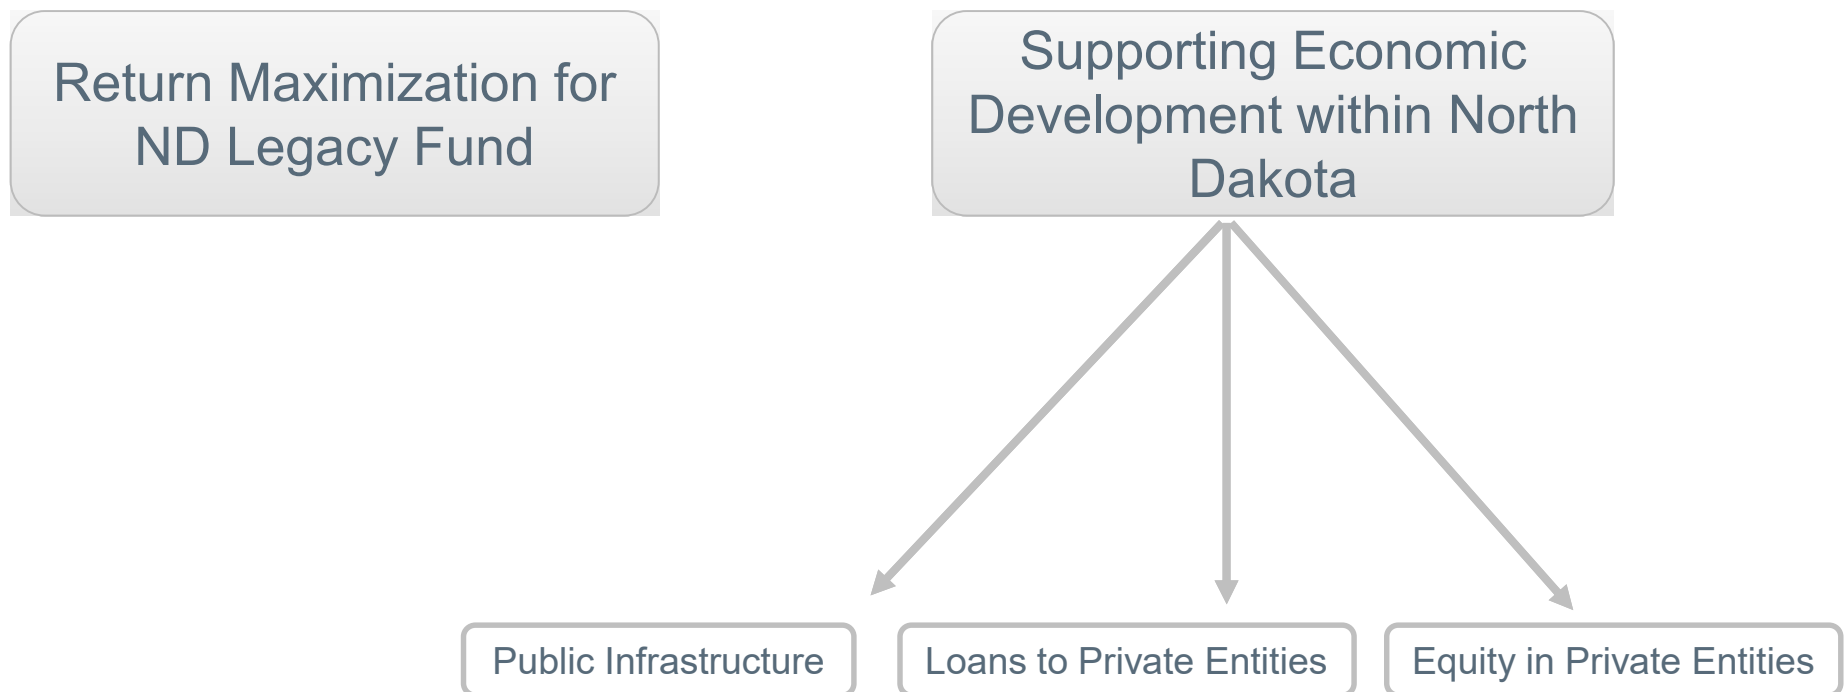 Return Maximization for
ND Legacy Fund
Supporting Economic
Development within North
Dakota
Public Infrastructure
Loans to Private Entities
Equity in Private Entities